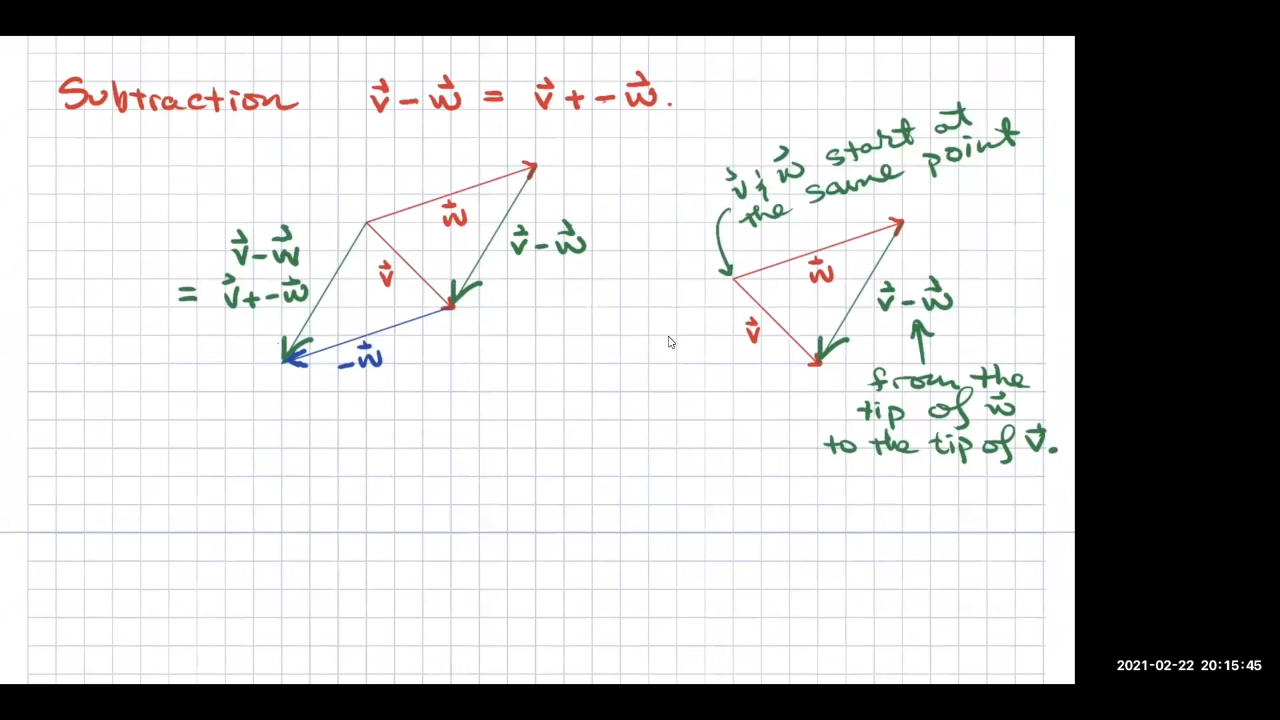 Subtraction v⃗ - w⃗ = v⃗ + -w⃗.
v⃗ & w⃗ start at
the same point
w⃗
v⃗
v⃗ - w⃗
v⃗ - w⃗
= v⃗ + -w⃗
-w⃗
w⃗
v⃗
v⃗ - w⃗
from the
tip of w⃗
to the tip of v⃗.
2021-02-22 20:15:45